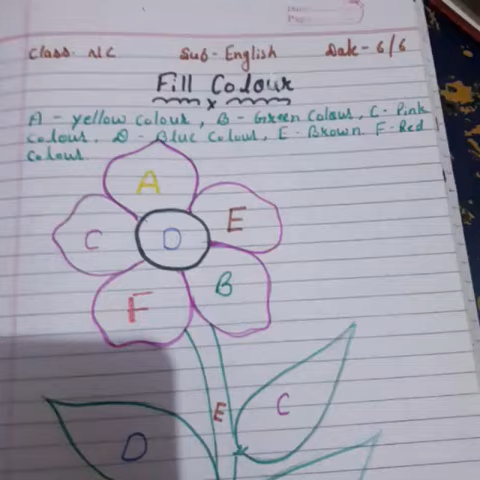 Class- N/C Sub- English Date- 6/6
Fill Colour
A - yellow colour, B - Green Colour, C- Pink
Colour, D - Blue Colour, E- Brown F- Red
Colour
A
E
C
D
B
F
E
C
D